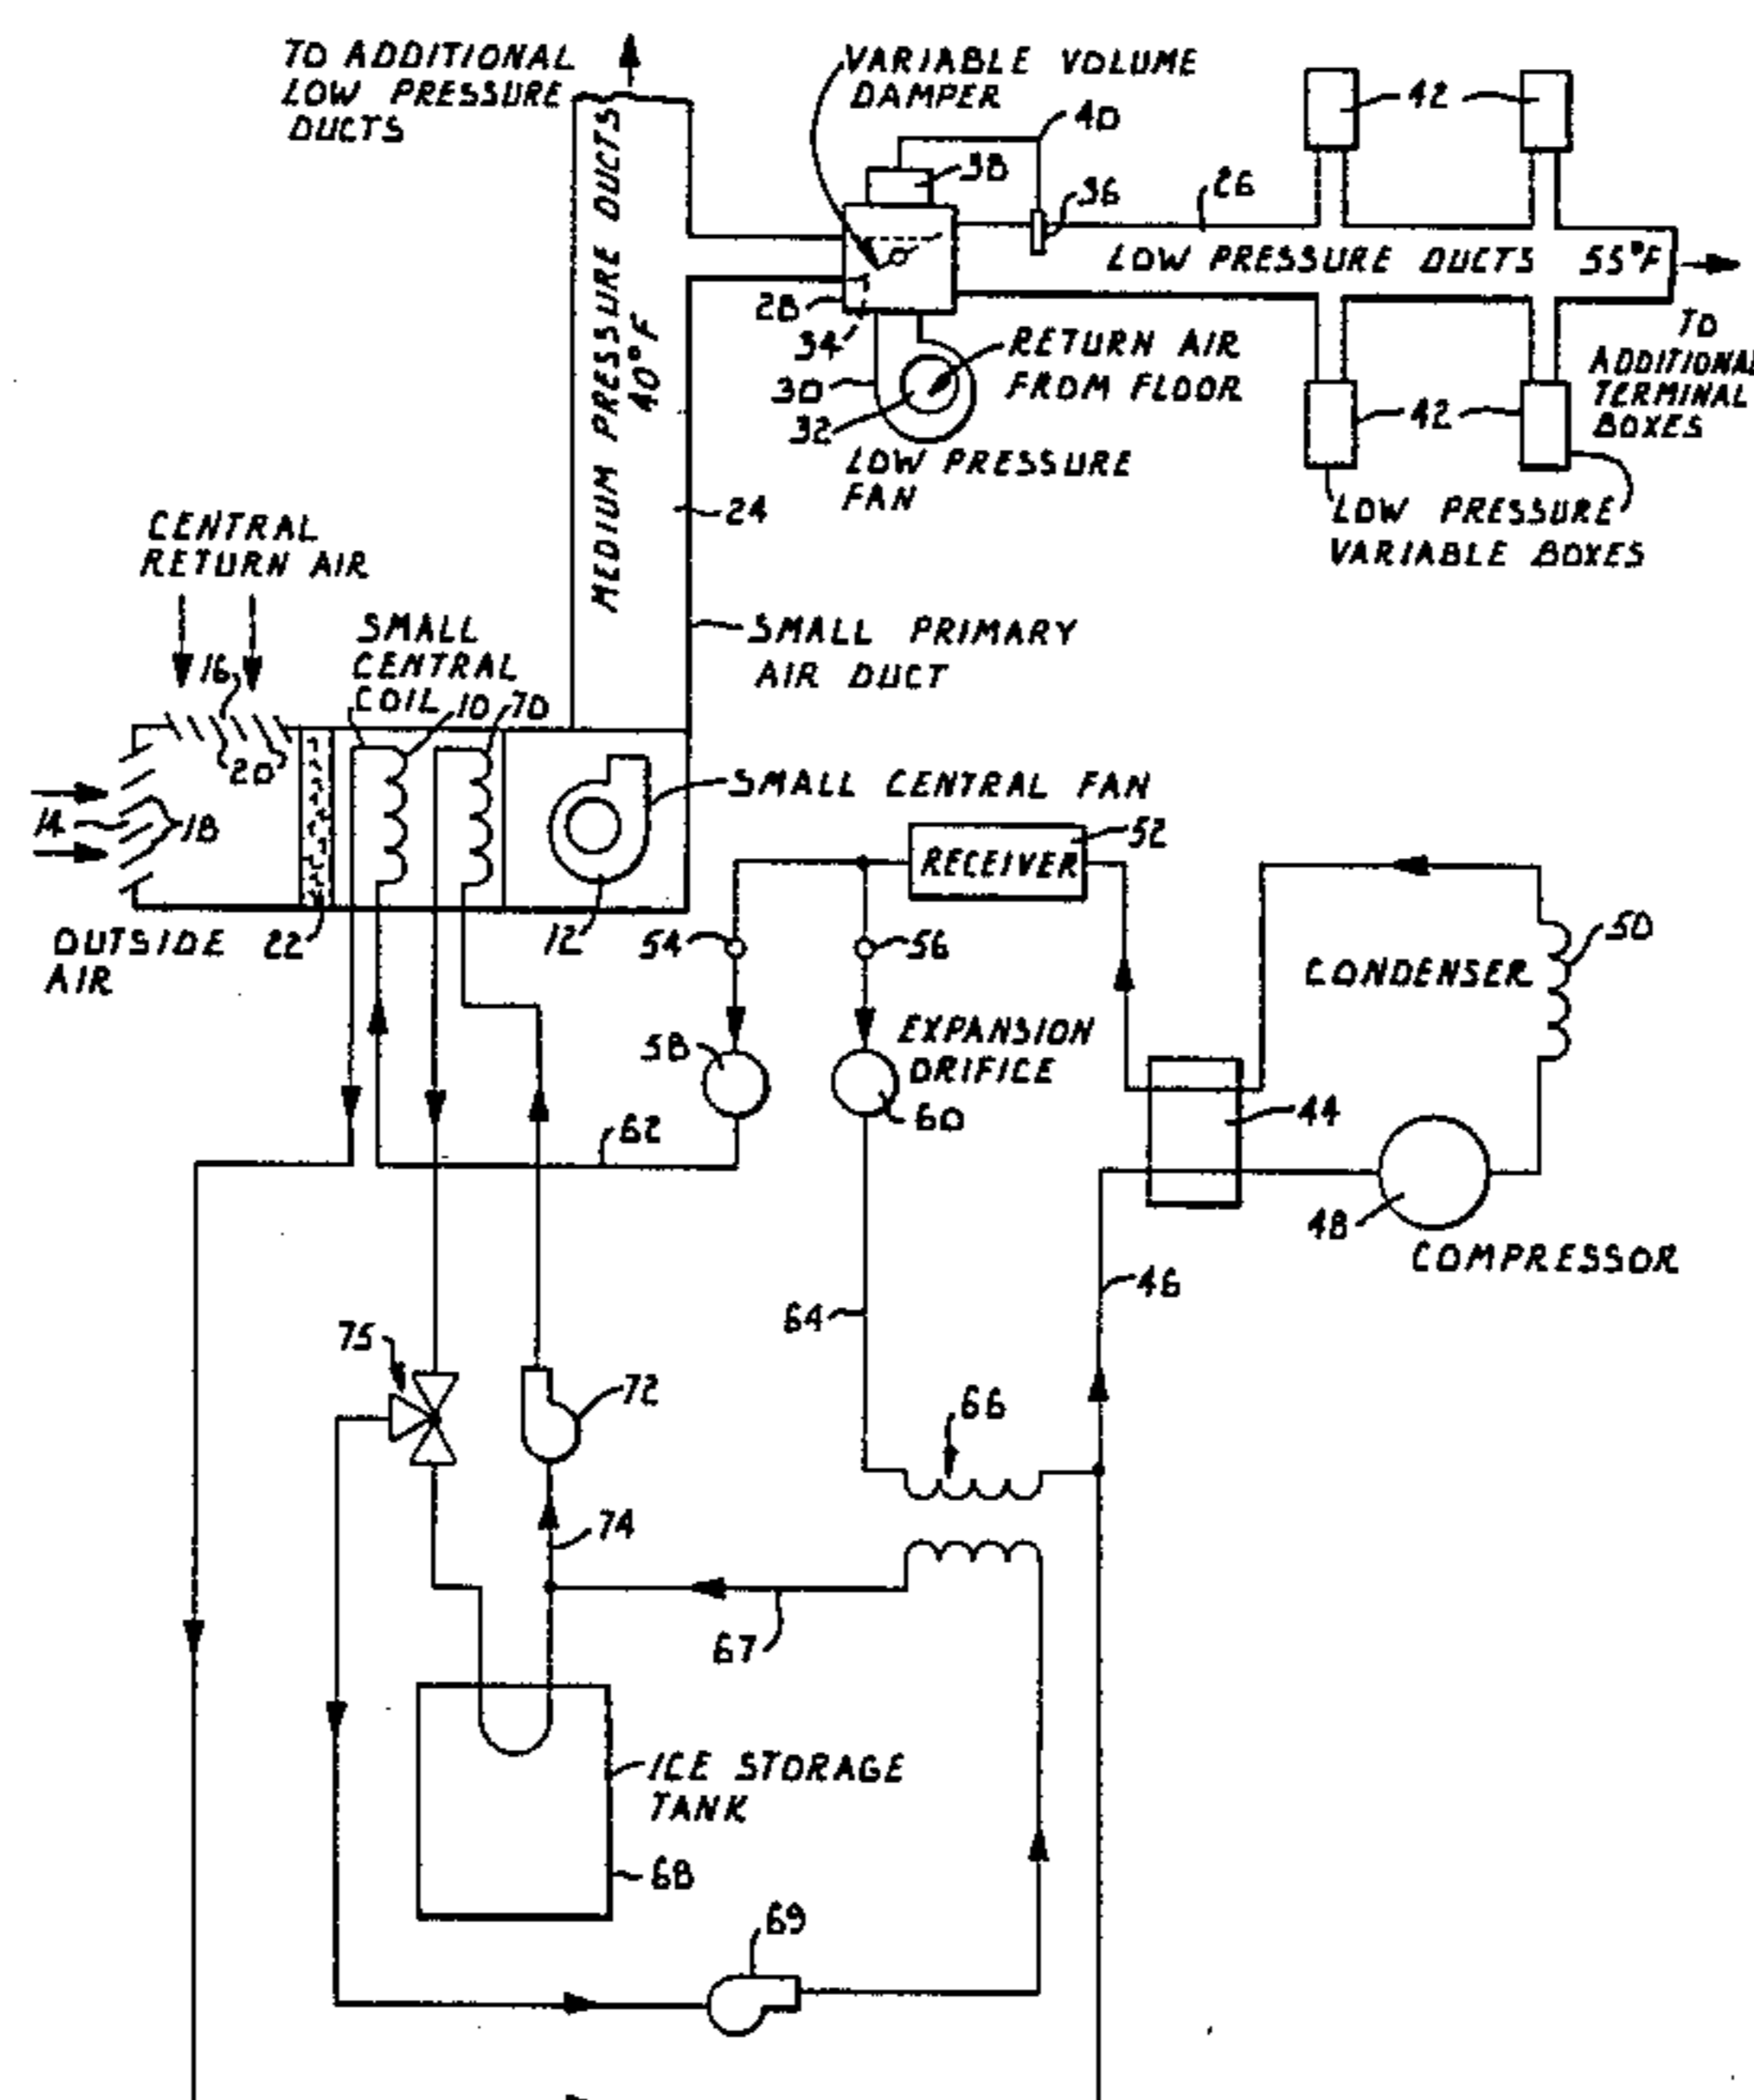 TO ADDITIONAL
LOW PRESSURE
DUCTS
VARIABLE VOLUME
DAMPER
40
38
36
26
42
MEDIUM PRESSURE DUCTS
40°F
LOW PRESSURE DUCTS 55°F
28
34
30
32
RETURN AIR
FROM FLOOR
LOW PRESSURE
FAN
42
TO
ADDITIONAL
TERMINAL
BOXES
LOW PRESSURE
VARIABLE BOXES
24
CENTRAL
RETURN AIR
SMALL PRIMARY
AIR DUCT
SMALL
CENTRAL
COIL
10
70
16
20
14
18
SMALL CENTRAL FAN
52
RECEIVER
OUTSIDE
AIR
22
12
54
56
50
CONDENSER
EXPANSION
ORIFICE
58
60
44
62
48
COMPRESSOR
46
64
75
72
66
74
67
ICE STORAGE
TANK
68
69